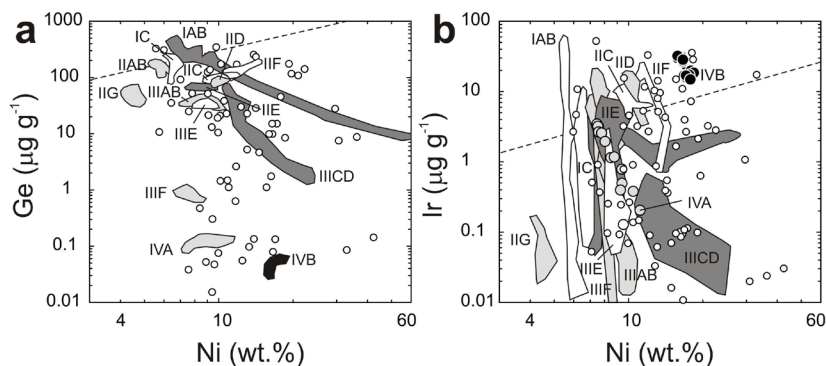 a
1000
100
10
1
0.1
0.01
Ge (μg g⁻¹)
4
10
60
Ni (wt.%)
IAB
IC
IID
IIAB
IIC
IIF
IIG
IIIAB
IIE
IIIE
IIICD
IIIF
IVA
IVB
b
100
10
1
0.1
0.01
Ir (μg g⁻¹)
4
10
60
Ni (wt.%)
IAB
IIC
IID
IIF
IVB
IIE
IC
IVA
IIG
IIIE
IIIAB
IIICD
IIIF